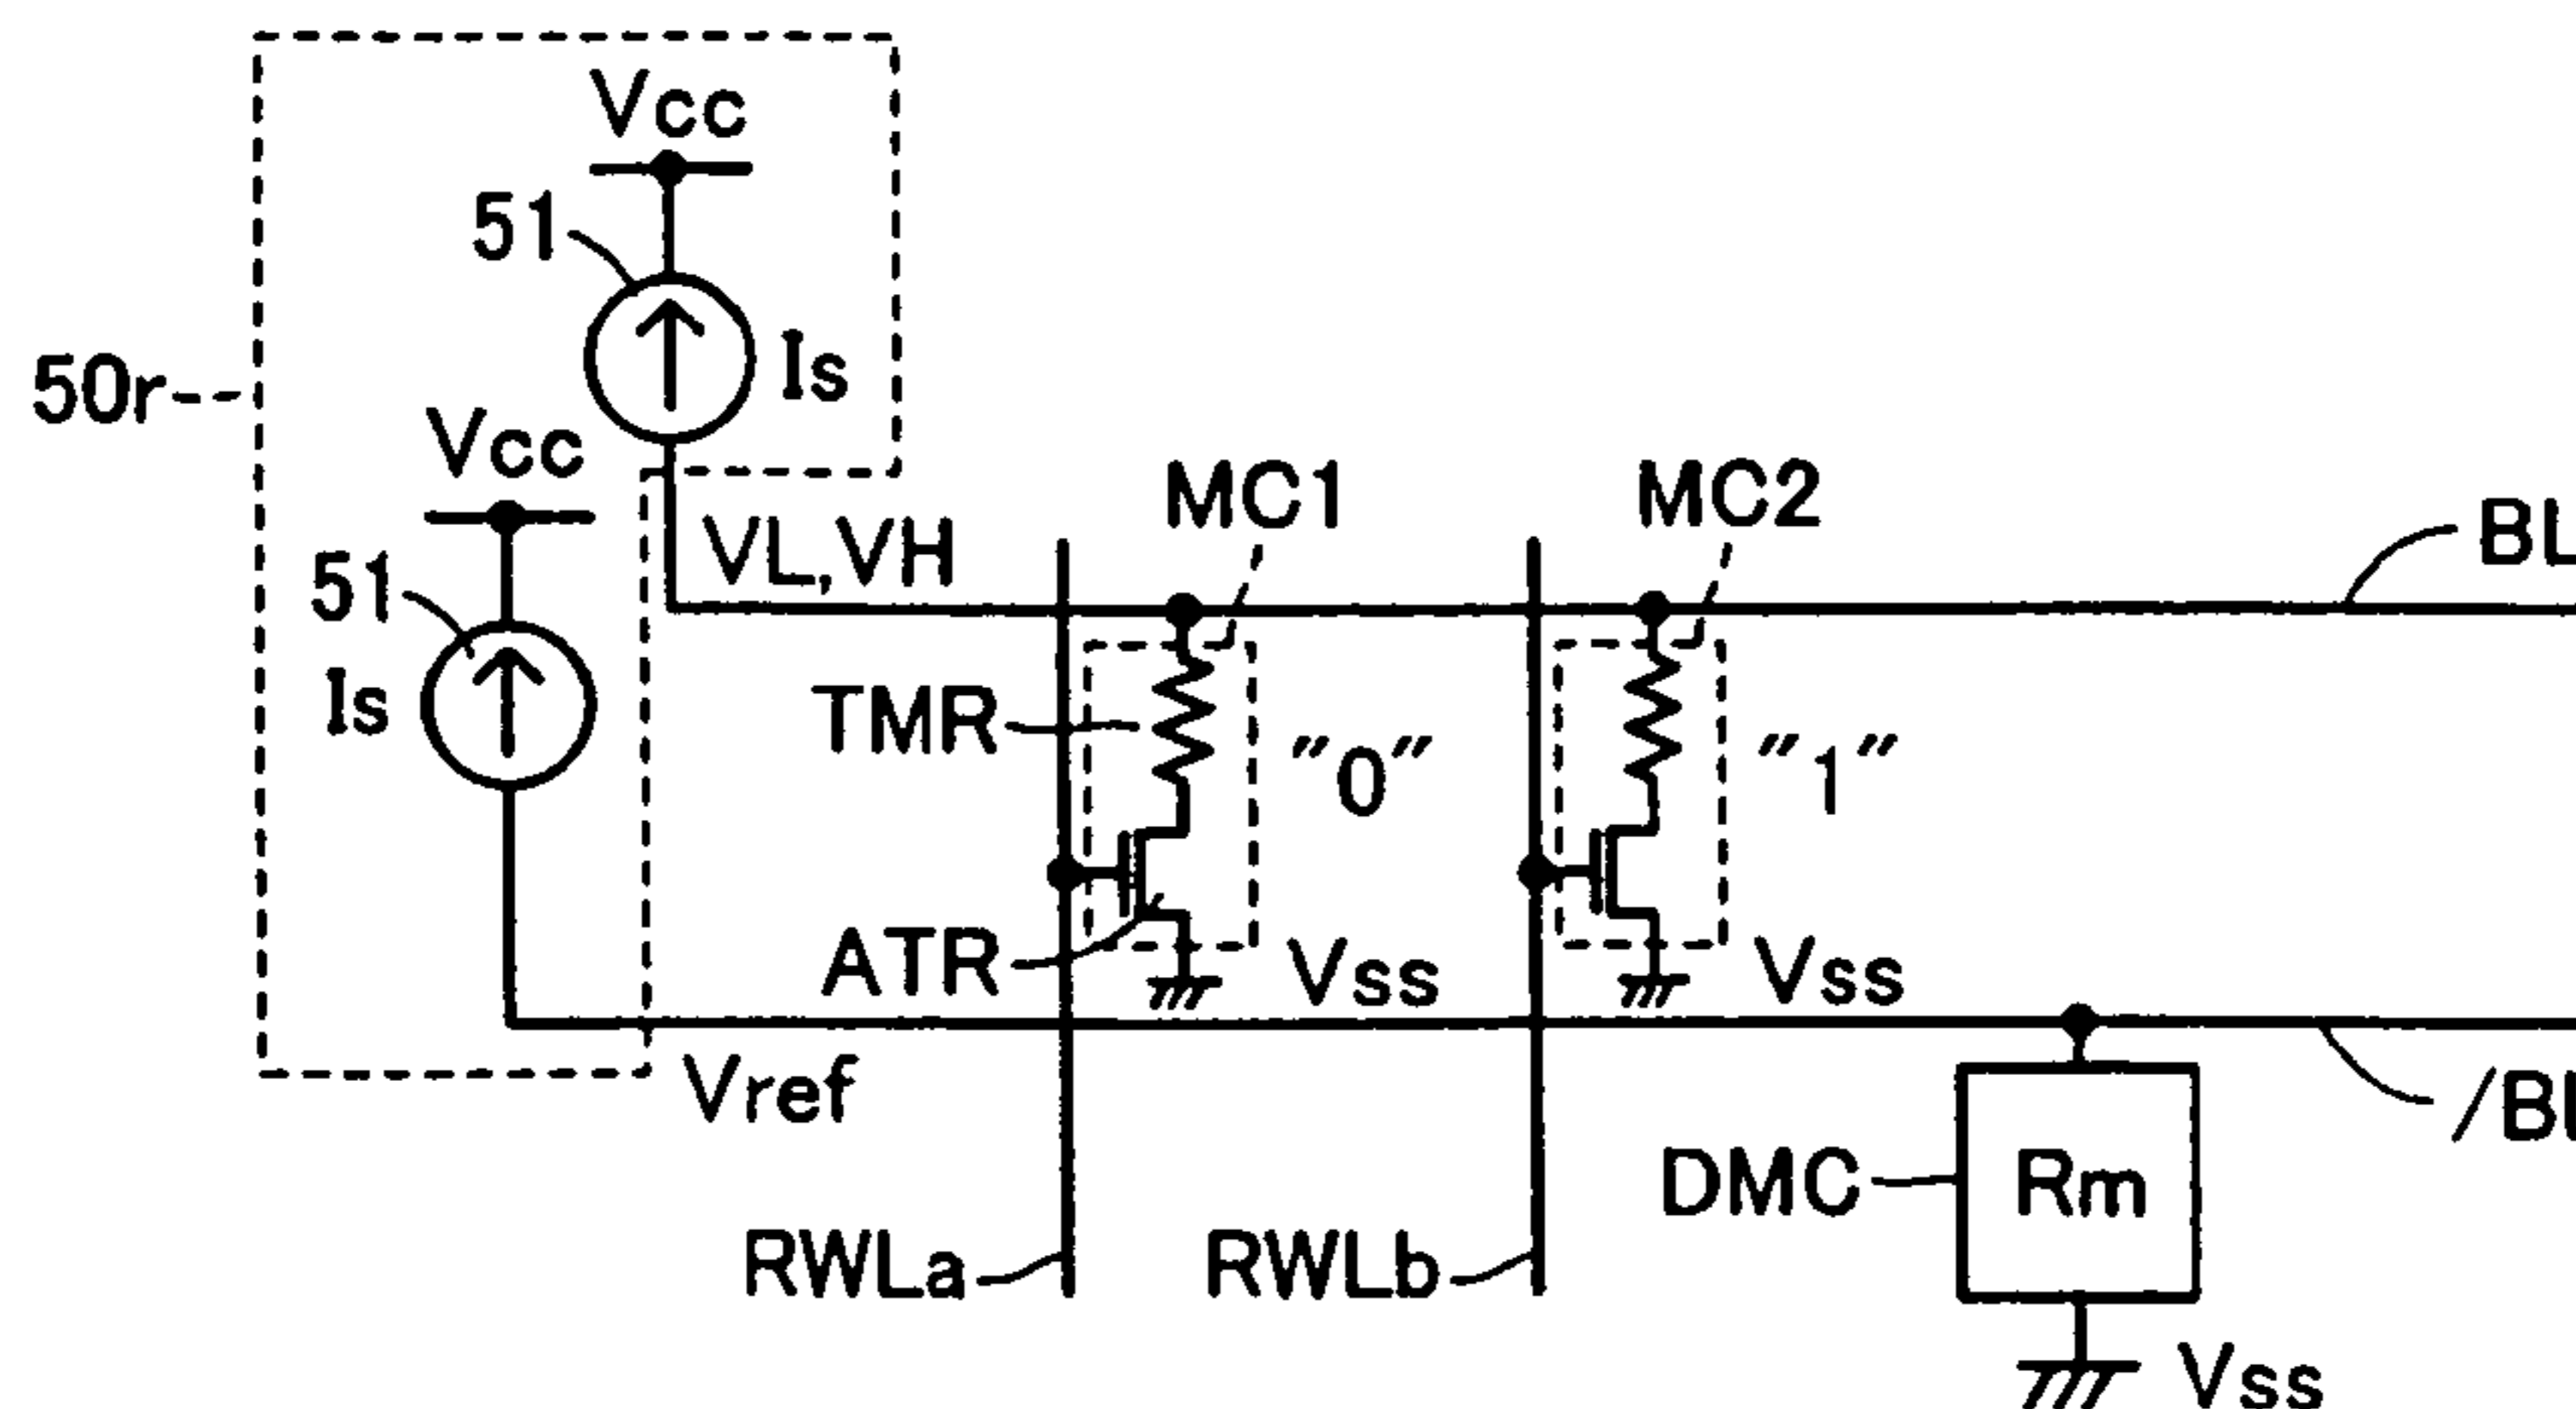 Vcc
51
Is
50r
Vcc
51
Is
VL,VH
MC1
MC2
BL
TMR
"0"
"1"
ATR
Vss
Vss
Vref
DMC
Rm
RWLa
RWLb
Vss